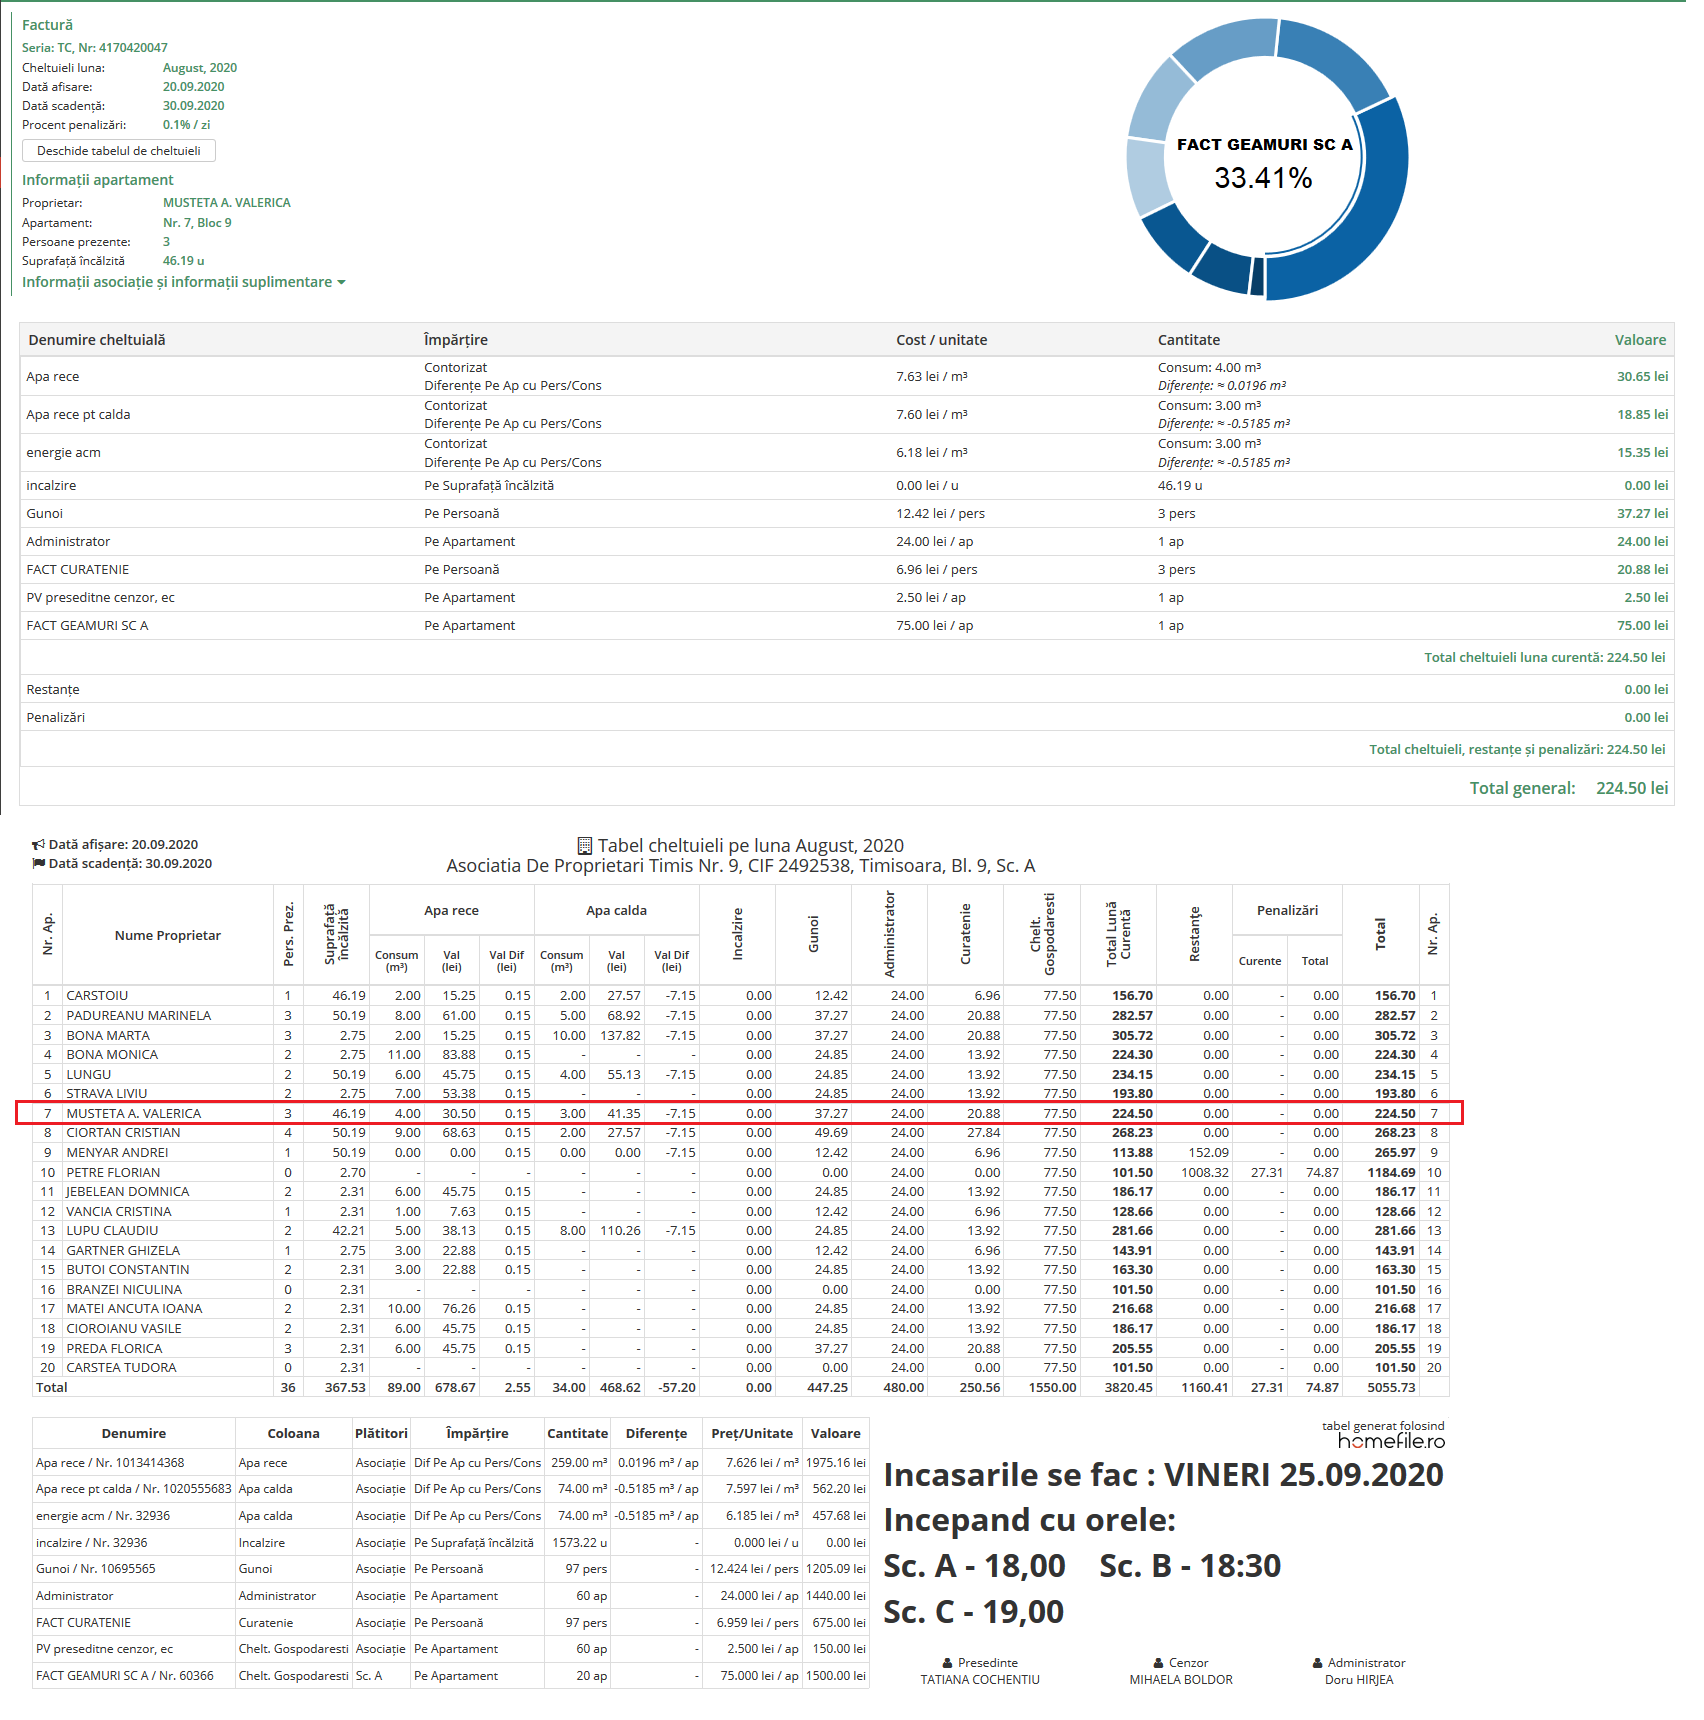 Factură
Seria: TC, Nr: 4170420047
Cheltuieli luna: August, 2020
Dată afisare: 20.09.2020
Dată scadență: 30.09.2020
Procent penalizări: 0.1% / zi
Deschide tabelul de cheltuieli
Informații apartament
Proprietar: MUSTETA A. VALERICA
Apartament: Nr. 7, Bloc 9
Persoane prezente: 3
Suprafață încălzită 46.19 u
Informații asociație și informații suplimentare
FACT GEAMURI SC A
33.41%
Denumire cheltuială Împărțire Cost / unitate Cantitate Valoare
Apa rece Contorizat Diferențe Pe Ap cu Pers/Cons 7.63 lei / m³ Consum: 4.00 m³ Diferențe: ≈ 0.0196 m³ 30.65 lei
Apa rece pt calda Contorizat Diferențe Pe Ap cu Pers/Cons 7.60 lei / m³ Consum: 3.00 m³ Diferențe: ≈ -0.5185 m³ 18.85 lei
energie acm Contorizat Diferențe Pe Ap cu Pers/Cons 6.18 lei / m³ Consum: 3.00 m³ Diferențe: ≈ -0.5185 m³ 15.35 lei
incalzire Pe Suprafață încălzită 0.00 lei / u 46.19 u 0.00 lei
Gunoi Pe Persoană 12.42 lei / pers 3 pers 37.27 lei
Administrator Pe Apartament 24.00 lei / ap 1 ap 24.00 lei
FACT CURATENIE Pe Persoană 6.96 lei / pers 3 pers 20.88 lei
PV preseditne cenzor, ec Pe Apartament 2.50 lei / ap 1 ap 2.50 lei
FACT GEAMURI SC A Pe Apartament 75.00 lei / ap 1 ap 75.00 lei
Total cheltuieli luna curentă: 224.50 lei
Restanțe 0.00 lei
Penalizări 0.00 lei
Total cheltuieli, restanțe și penalizări: 224.50 lei
Total general: 224.50 lei
Dată afișare: 20.09.2020
Dată scadență: 30.09.2020
Tabel cheltuieli pe luna August, 2020
Asociatia De Proprietari Timis Nr. 9, CIF 2492538, Timisoara, Bl. 9, Sc. A
Nr. Ap. Nume Proprietar Pers. Prez. Suprafață încălzită Apa rece Apa calda Incalzire Gunoi Administrator Curatenie Chelt. Gospodaresti Total Lună Curentă Restanțe Penalizări Total Nr. Ap.
Consum (m³) Val (lei) Val Dif (lei) Consum (m³) Val (lei) Val Dif (lei) Curente Total
1 CARSTOIU 1 46.19 2.00 15.25 0.15 2.00 27.57 -7.15 0.00 12.42 24.00 6.96 77.50 156.70 0.00 - 0.00 156.70 1
2 PADUREANU MARINELA 3 50.19 8.00 61.00 0.15 5.00 68.92 -7.15 0.00 37.27 24.00 20.88 77.50 282.57 0.00 - 0.00 282.57 2
3 BONA MARTA 3 2.75 2.00 15.25 0.15 10.00 137.82 -7.15 0.00 37.27 24.00 20.88 77.50 305.72 0.00 - 0.00 305.72 3
4 BONA MONICA 2 2.75 11.00 83.88 0.15 - - - 0.00 24.85 24.00 13.92 77.50 224.30 0.00 - 0.00 224.30 4
5 LUNGU 2 50.19 6.00 45.75 0.15 4.00 55.13 -7.15 0.00 24.85 24.00 13.92 77.50 234.15 0.00 - 0.00 234.15 5
6 STRAVA LIVIU 2 2.75 7.00 53.38 0.15 - - - 0.00 24.85 24.00 13.92 77.50 193.80 0.00 - 0.00 193.80 6
7 MUSTETA A. VALERICA 3 46.19 4.00 30.50 0.15 3.00 41.35 -7.15 0.00 37.27 24.00 20.88 77.50 224.50 0.00 - 0.00 224.50 7
8 CIORTAN CRISTIAN 4 50.19 9.00 68.63 0.15 2.00 27.57 -7.15 0.00 49.69 24.00 27.84 77.50 268.23 0.00 - 0.00 268.23 8
9 MENYAR ANDREI 1 50.19 0.00 0.00 0.15 0.00 0.00 -7.15 0.00 12.42 24.00 6.96 77.50 113.88 152.09 - 0.00 265.97 9
10 PETRE FLORIAN 0 2.70 - - - - - - 0.00 0.00 24.00 0.00 77.50 101.50 1008.32 27.31 74.87 1184.69 10
11 JEBELEAN DOMNICA 2 2.31 6.00 45.75 0.15 - - - 0.00 24.85 24.00 13.92 77.50 186.17 0.00 - 0.00 186.17 11
12 VANCIA CRISTINA 1 2.31 1.00 7.63 0.15 - - - 0.00 12.42 24.00 6.96 77.50 128.66 0.00 - 0.00 128.66 12
13 LUPU CLAUDIU 2 42.21 5.00 38.13 0.15 8.00 110.26 -7.15 0.00 24.85 24.00 13.92 77.50 281.66 0.00 - 0.00 281.66 13
14 GARTNER GHIZELA 1 2.75 3.00 22.88 0.15 - - - 0.00 12.42 24.00 6.96 77.50 143.91 0.00 - 0.00 143.91 14
15 BUTOI CONSTANTIN 2 2.31 3.00 22.88 0.15 - - - 0.00 24.85 24.00 13.92 77.50 163.30 0.00 - 0.00 163.30 15
16 BRANZEI NICULINA 0 2.31 - - - - - - 0.00 0.00 24.00 0.00 77.50 101.50 0.00 - 0.00 101.50 16
17 MATEI ANCUTA IOANA 2 2.31 10.00 76.26 0.15 - - - 0.00 24.85 24.00 13.92 77.50 216.68 0.00 - 0.00 216.68 17
18 CIOROIANU VASILE 2 2.31 6.00 45.75 0.15 - - - 0.00 24.85 24.00 13.92 77.50 186.17 0.00 - 0.00 186.17 18
19 PREDA FLORICA 3 2.31 6.00 45.75 0.15 - - - 0.00 37.27 24.00 20.88 77.50 205.55 0.00 - 0.00 205.55 19
20 CARSTEA TUDORA 0 2.31 - - - - - - 0.00 0.00 24.00 0.00 77.50 101.50 0.00 - 0.00 101.50 20
Total 36 367.53 89.00 678.67 2.55 34.00 468.62 -57.20 0.00 447.25 480.00 250.56 1550.00 3820.45 1160.41 27.31 74.87 5055.73
Denumire Coloana Plătitori Împărțire Cantitate Diferențe Preț/Unitate Valoare
Apa rece / Nr. 1013414368 Apa rece Asociație Dif Pe Ap cu Pers/Cons 259.00 m³ 0.0196 m³ / ap 7.626 lei / m³ 1975.16 lei
Apa rece pt calda / Nr. 1020555683 Apa calda Asociație Dif Pe Ap cu Pers/Cons 74.00 m³ -0.5185 m³ / ap 7.597 lei / m³ 562.20 lei
energie acm / Nr. 32936 Apa calda Asociație Dif Pe Ap cu Pers/Cons 74.00 m³ -0.5185 m³ / ap 6.185 lei / m³ 457.68 lei
incalzire / Nr. 32936 Incalzire Asociație Pe Suprafață încălzită 1573.22 u - 0.000 lei / u 0.00 lei
Gunoi / Nr. 10695565 Gunoi Asociație Pe Persoană 97 pers - 12.424 lei / pers 1205.09 lei
Administrator Administrator Asociație Pe Apartament 60 ap - 24.000 lei / ap 1440.00 lei
FACT CURATENIE Curatenie Asociație Pe Persoană 97 pers - 6.959 lei / pers 675.00 lei
PV preseditne cenzor, ec Chelt. Gospodaresti Asociație Pe Apartament 60 ap - 2.500 lei / ap 150.00 lei
FACT GEAMURI SC A / Nr. 60366 Chelt. Gospodaresti Sc. A Pe Apartament 20 ap - 75.000 lei / ap 1500.00 lei
tabel generat folosind
homefile.ro
Incasarile se fac : VINERI 25.09.2020
Incepand cu orele:
Sc. A - 18,00 Sc. B - 18:30
Sc. C - 19,00
Presedinte Cenzor Administrator
TATIANA COCHENTIU MIHAELA BOLDOR Doru HIRJEA